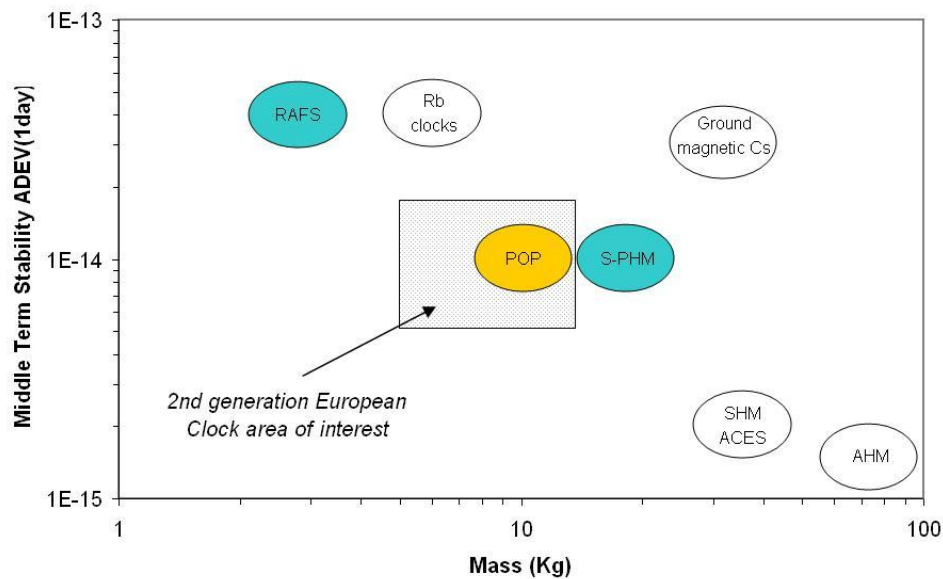 1E-13
RAFS
Rb
clocks
Ground
magnetic Cs
Middle Term Stability ADEV(1day)
1E-14
POP
S-PHM
2nd generation European
Clock area of interest
SHM
ACES
AHM
1E-15
1
10
100
Mass (Kg)